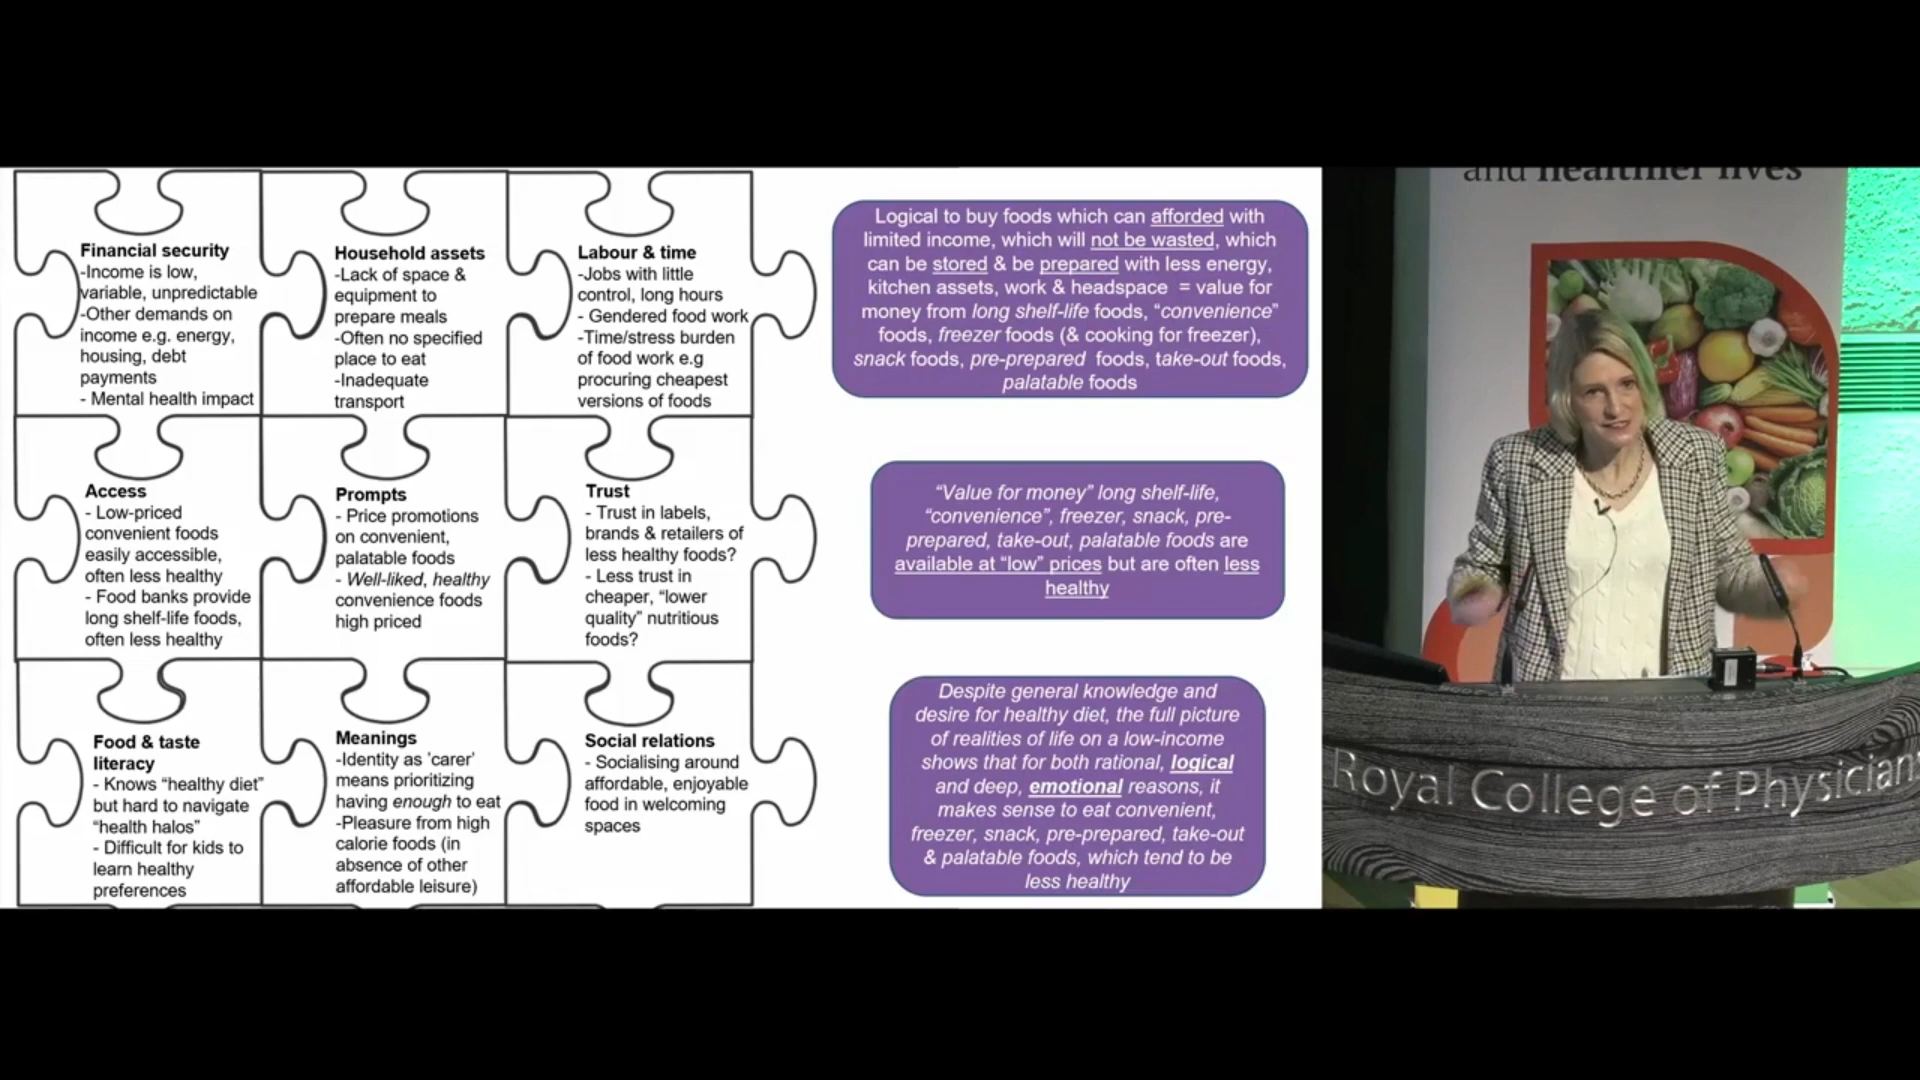 Financial security
-Income is low,
variable, unpredictable
-Other demands on
income e.g. energy,
housing, debt
payments
- Mental health impact
Household assets
-Lack of space &
equipment to
prepare meals
-Often no specified
place to eat
-Inadequate
transport
Labour & time
-Jobs with little
control, long hours
- Gendered food work
-Time/stress burden
of food work e.g
procuring cheapest
versions of foods
Access
- Low-priced
convenient foods
easily accessible,
often less healthy
- Food banks provide
long shelf-life foods,
often less healthy
Prompts
- Price promotions
on convenient,
palatable foods
- Well-liked, healthy
convenience foods
high priced
Trust
- Trust in labels,
brands & retailers of
less healthy foods?
- Less trust in
cheaper, “lower
quality” nutritious
foods?
Food & taste
literacy
- Knows “healthy diet”
but hard to navigate
“health halos”
- Difficult for kids to
learn healthy
preferences
Meanings
-Identity as 'carer'
means prioritizing
having enough to eat
-Pleasure from high
calorie foods (in
absence of other
affordable leisure)
Social relations
- Socialising around
affordable, enjoyable
food in welcoming
spaces
Logical to buy foods which can afforded with
limited income, which will not be wasted, which
can be stored & be prepared with less energy,
kitchen assets, work & headspace = value for
money from long shelf-life foods, “convenience”
foods, freezer foods (& cooking for freezer),
snack foods, pre-prepared foods, take-out foods,
palatable foods
“Value for money” long shelf-life,
“convenience”, freezer, snack, pre-
prepared, take-out, palatable foods are
available at “low” prices but are often less
healthy
Despite general knowledge and
desire for healthy diet, the full picture
of realities of life on a low-income
shows that for both rational, logical
and deep, emotional reasons, it
makes sense to eat convenient,
freezer, snack, pre-prepared, take-out
& palatable foods, which tend to be
less healthy
and healthier lives
Royal College of Physician